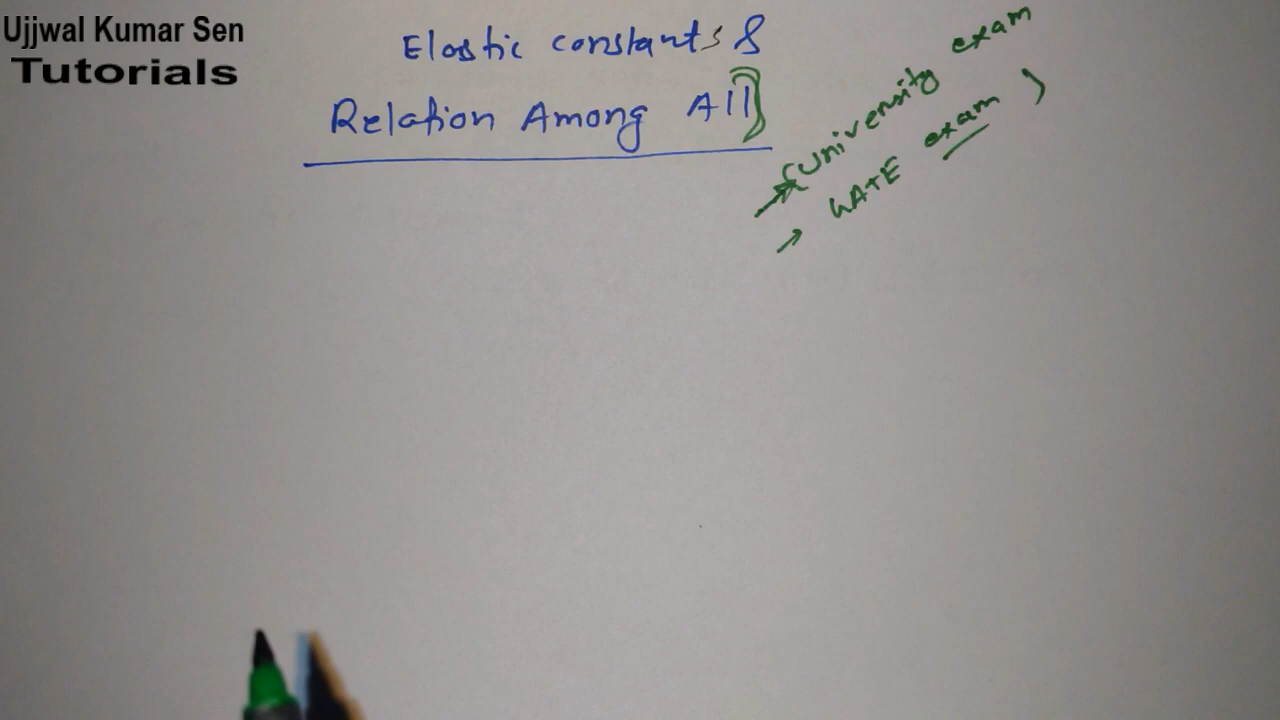 Ujjwal Kumar Sen
Tutorials
Elastic constants &
Relation Among All
(University exam
GATE exam )